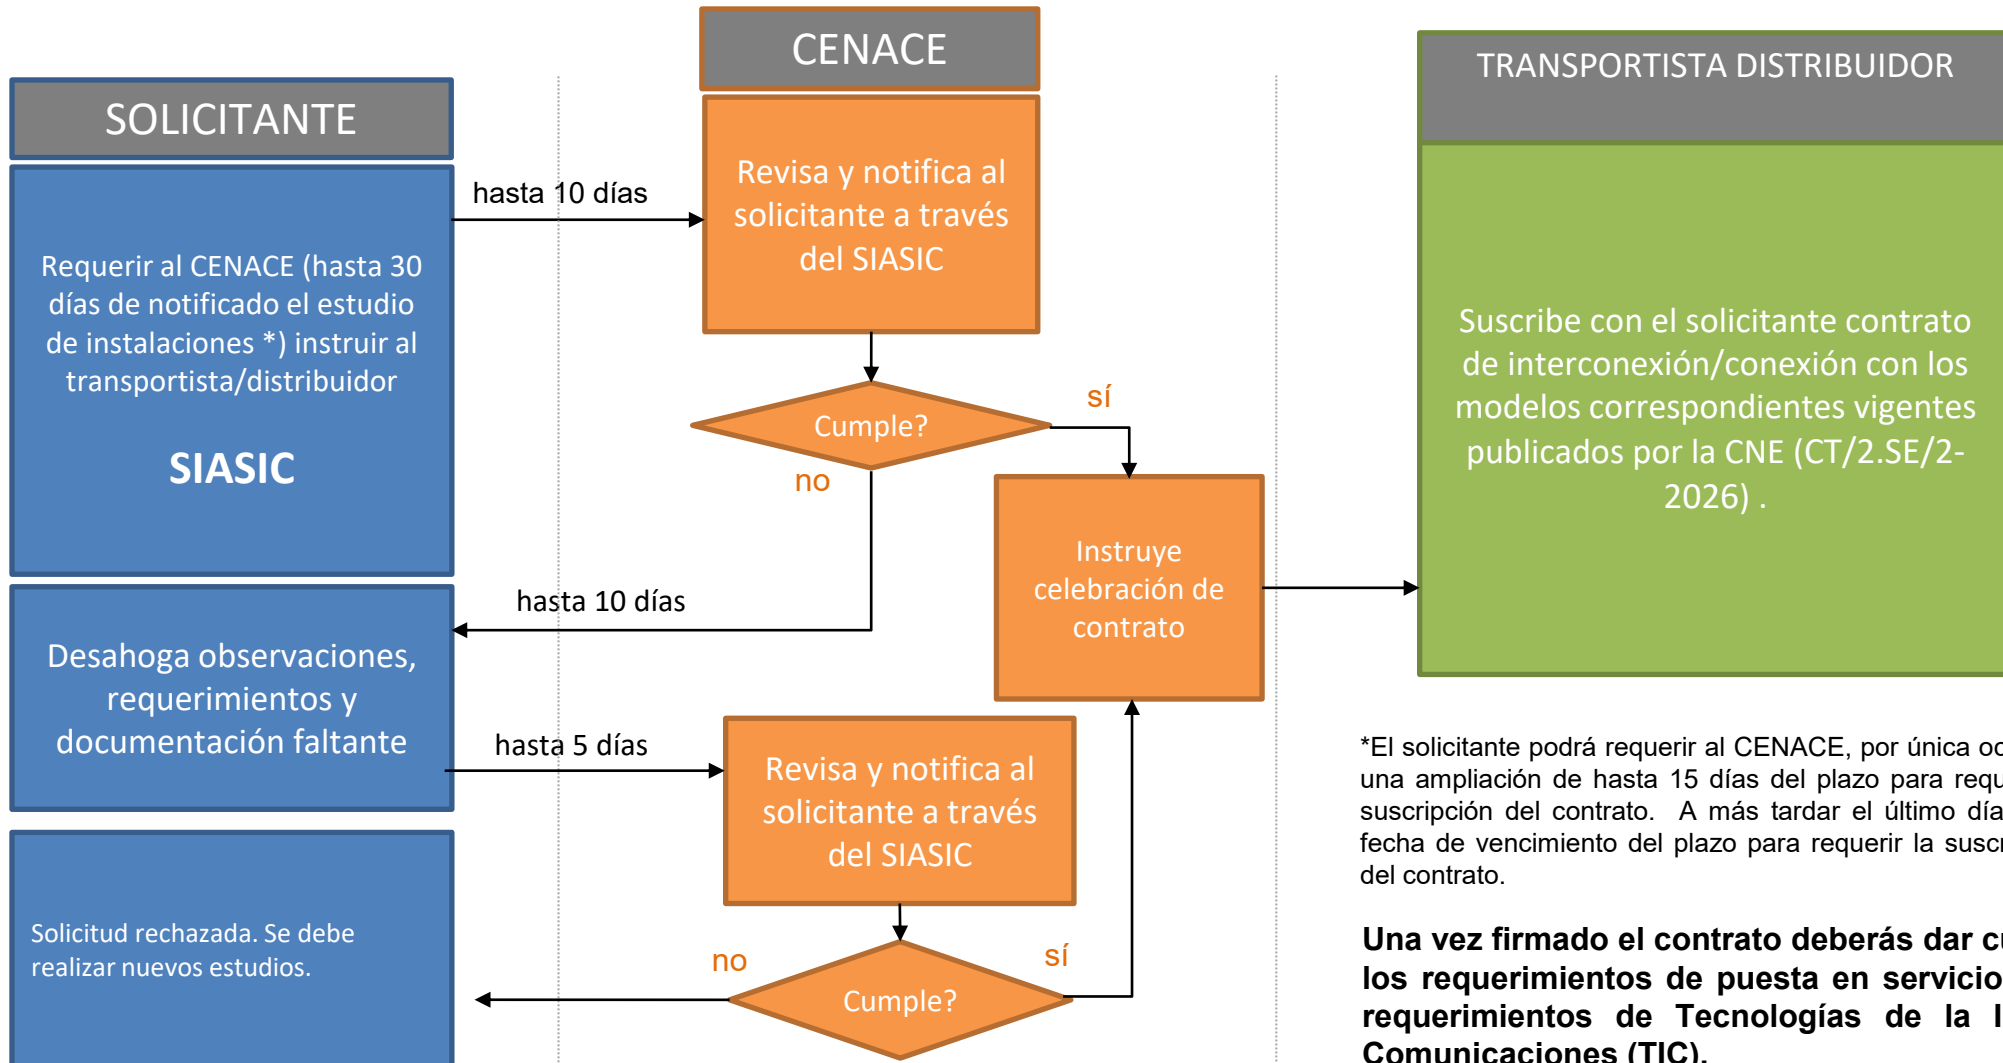 SOLICITANTE
Requerir al CENACE (hasta 30
días de notificado el estudio
de instalaciones *) instruir al
transportista/distribuidor
SIASIC
Desahoga observaciones,
requerimientos y
documentación faltante
Solicitud rechazada. Se debe
realizar nuevos estudios.
hasta 10 días
hasta 10 días
hasta 5 días
CENACE
Revisa y notifica al
solicitante a través
del SIASIC
Cumple?
sí
no
Instruye
celebración de
contrato
Revisa y notifica al
solicitante a través
del SIASIC
no
sí
Cumple?
TRANSPORTISTA DISTRIBUIDOR
Suscribe con el solicitante contrato
de interconexión/conexión con los
modelos correspondientes vigentes
publicados por la CNE (CT/2.SE/2-
2026) .
*El solicitante podrá requerir al CENACE, por única
una ampliación de hasta 15 días del plazo para
suscripción del contrato. A más tardar el último día
fecha de vencimiento del plazo para requerir la
del contrato.
Una vez firmado el contrato deberás dar
los requerimientos de puesta en servicio
requerimientos de Tecnologías de la
Comunicaciones (TIC).